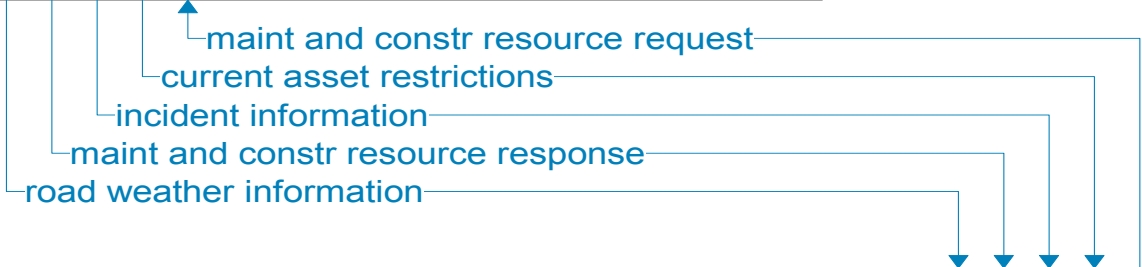 maint and constr resource request
current asset restrictions
incident information
maint and constr resource response
road weather information